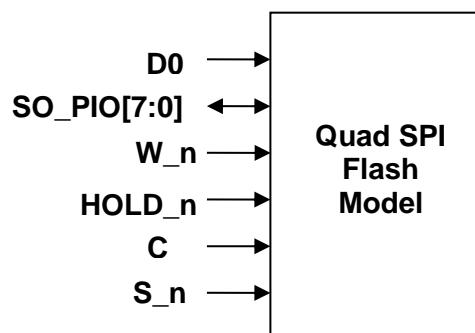 D0
SO_PIO[7:0]
W_n
HOLD_n
C
S_n
Quad SPI
Flash
Model